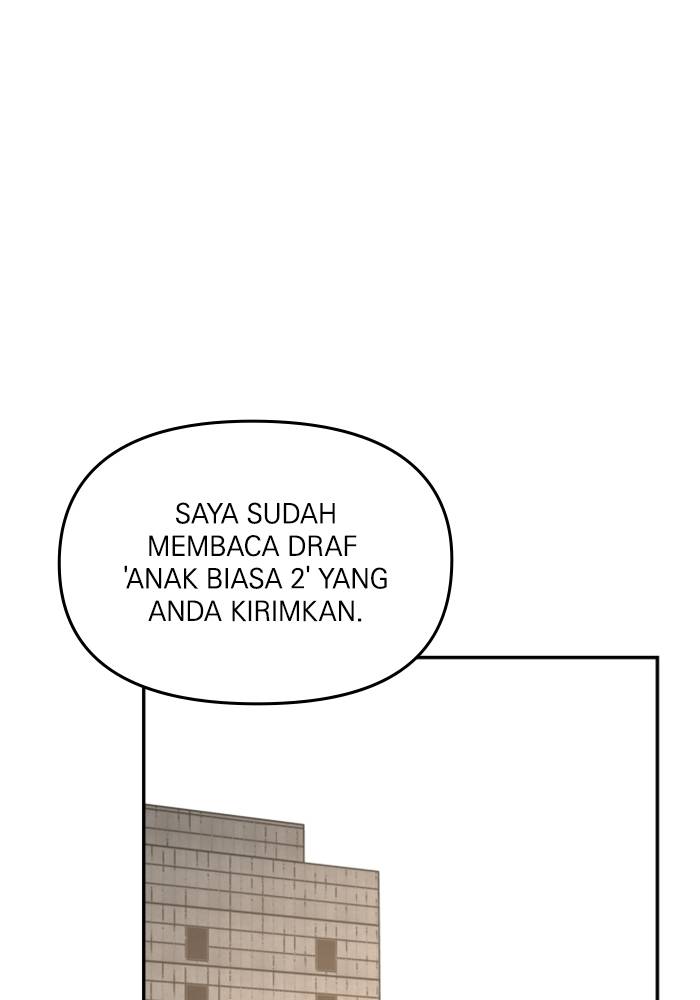 SAYA SUDAH
MEMBACA DRAF
'ANAK BIASA 2' YANG
ANDA KIRIMKAN.